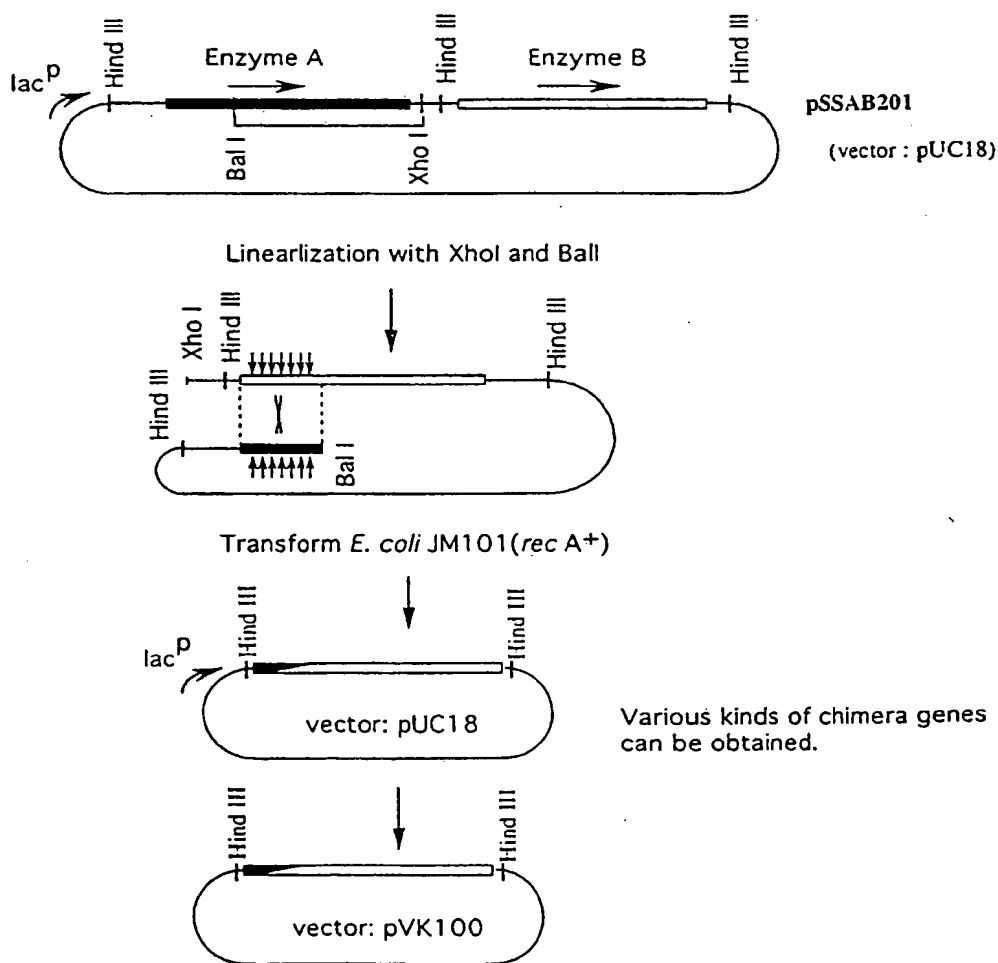 lac p
Hind III
Enzyme A
Hind III
Enzyme B
Hind III
pSSAB201
(vector : pUC18)
Bal I
Xho I
Linearlization with XhoI and BalI
Xho I
Hind III
Hind III
Hind III
X
Bal I
Transform E. coli JM101(rec A+)
lac p
Hind III
Hind III
vector: pUC18
Various kinds of chimera genes
can be obtained.
Hind III
Hind III
vector: pVK100